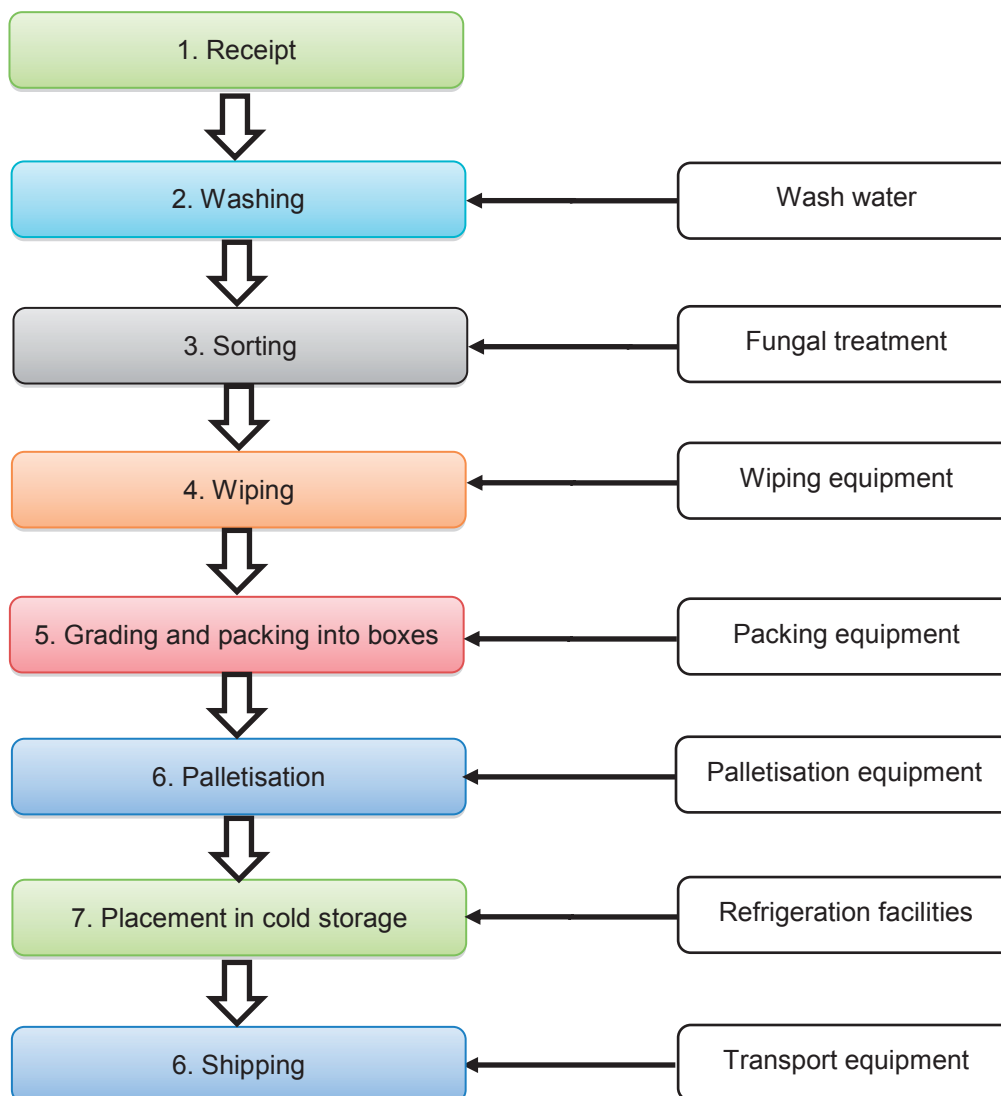 1. Receipt
2. Washing
Wash water
3. Sorting
Fungal treatment
4. Wiping
Wiping equipment
5. Grading and packing into boxes
Packing equipment
6. Palletisation
Palletisation equipment
7. Placement in cold storage
Refrigeration facilities
6. Shipping
Transport equipment